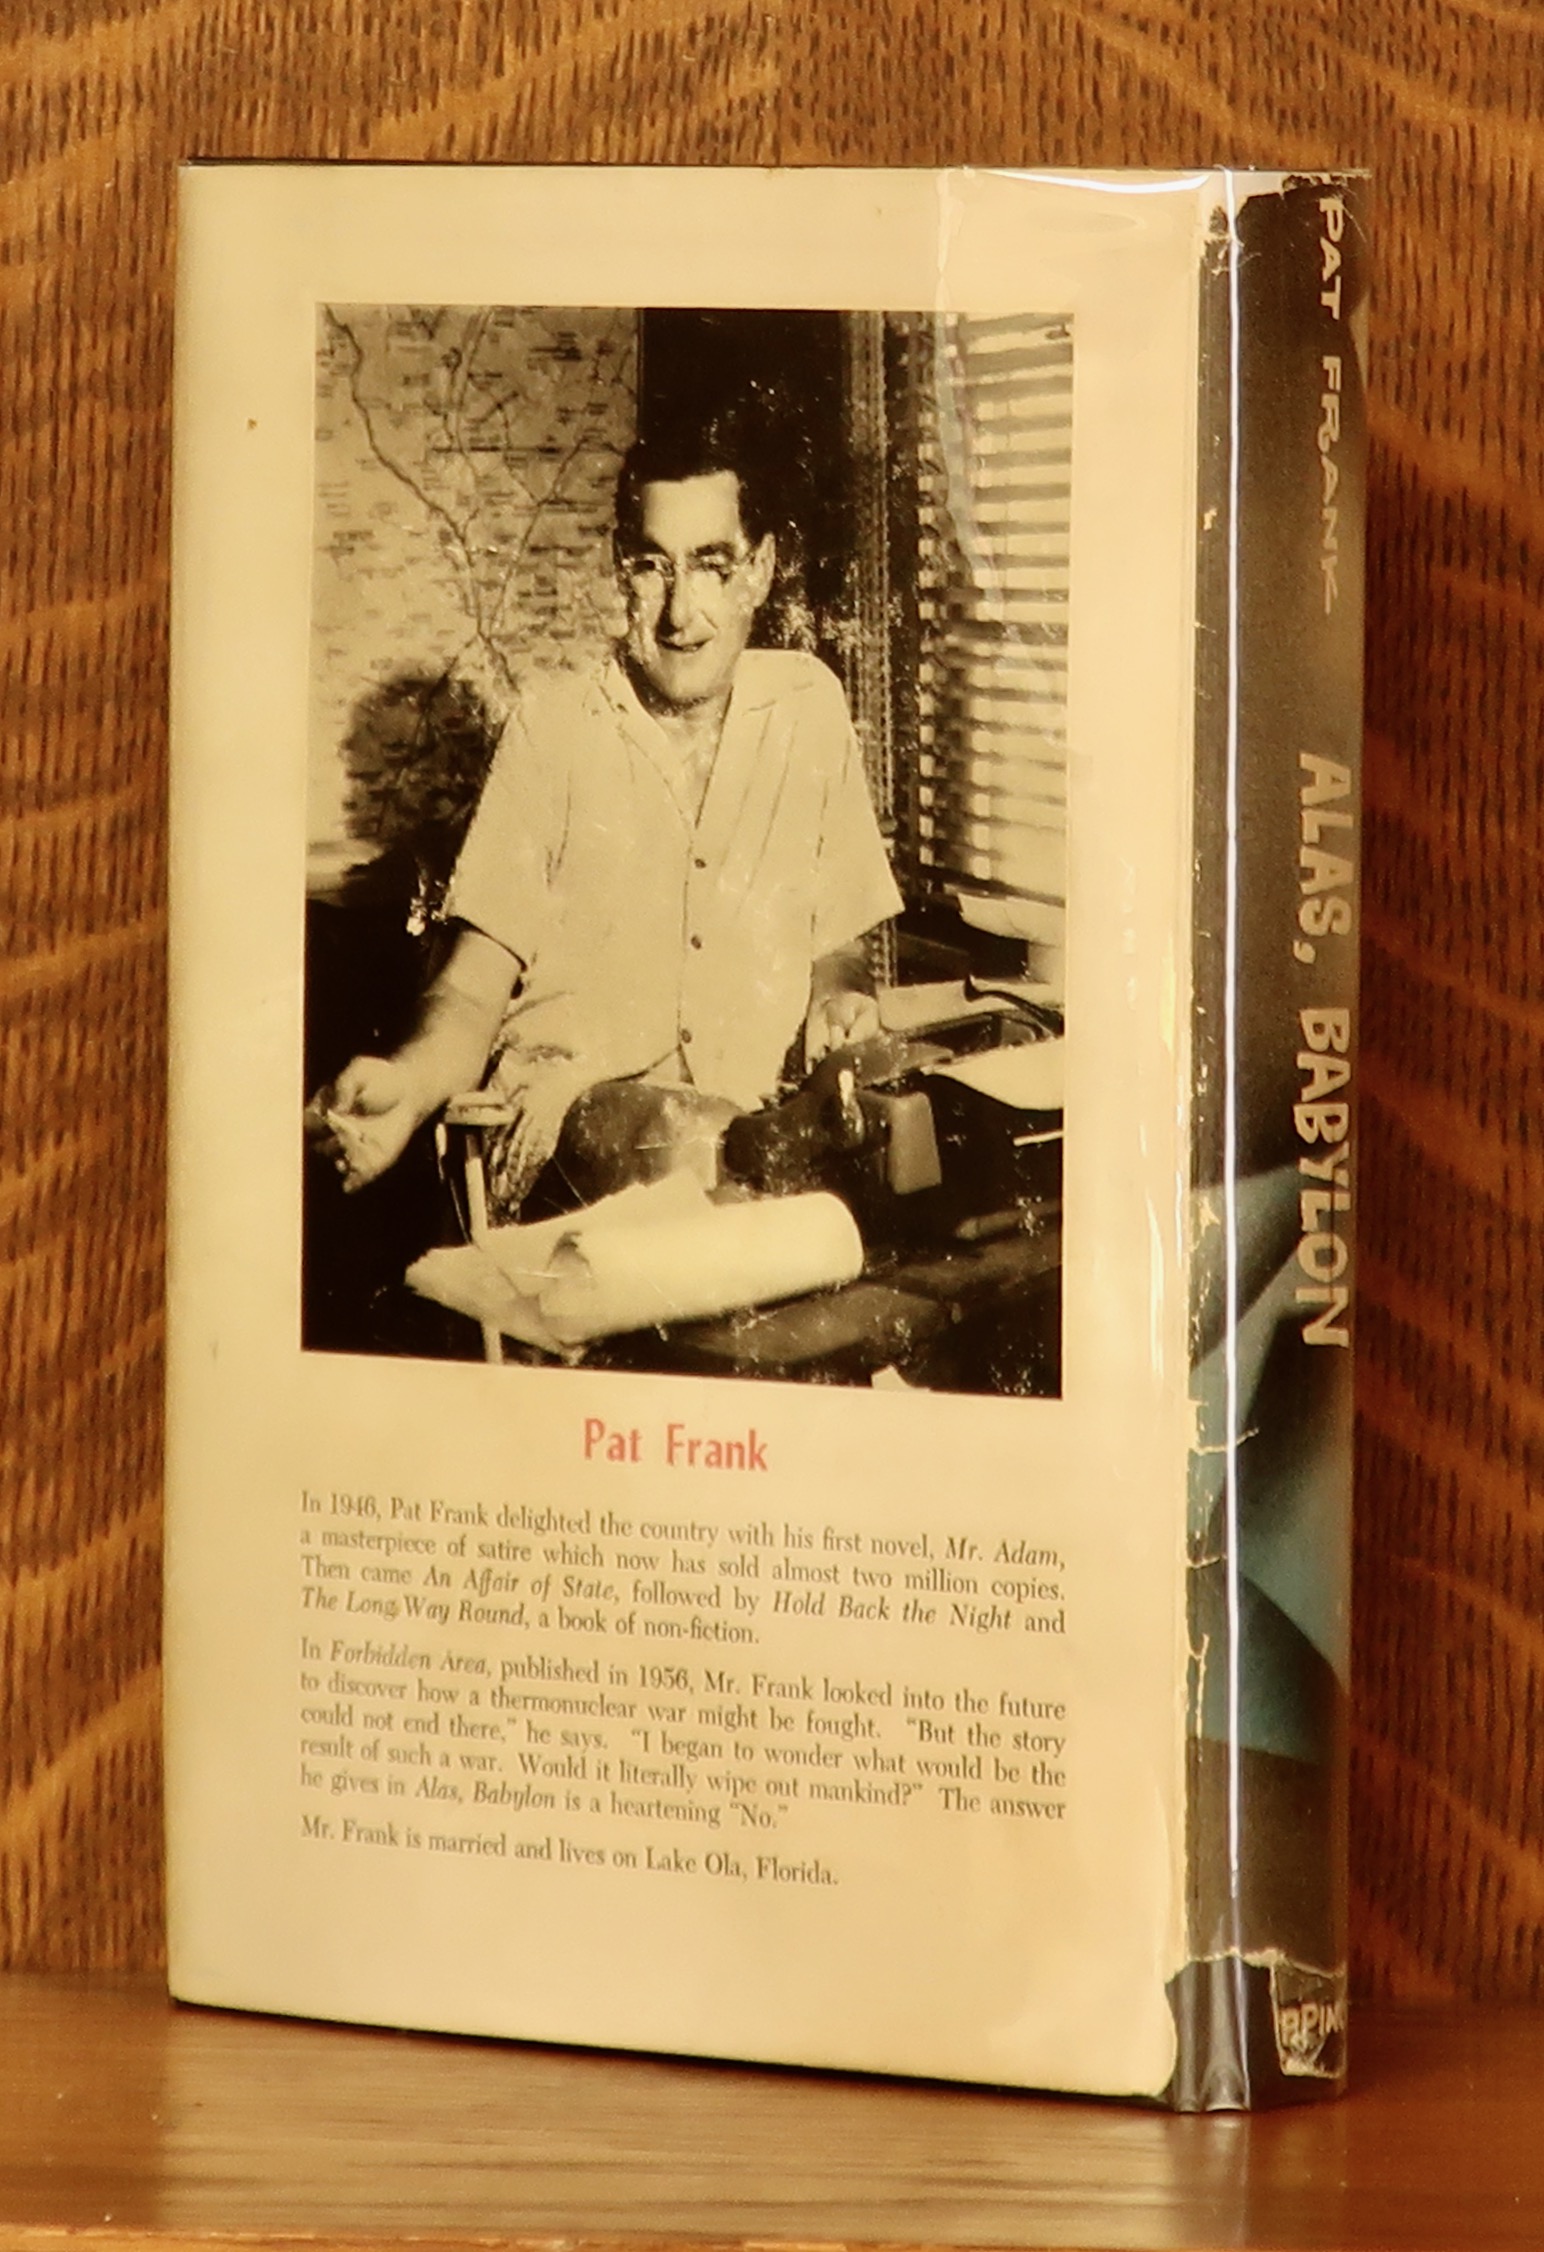 Pat Frank
In 1946, Pat Frank delighted the country with his first novel, Mr. Adam,
a masterpiece of satire which now has sold almost two million copies.
Then came An Affair of State, followed by Hold Back the Night and
The Long Way Round, a book of non-fiction.
In Forbidden Area, published in 1956, Mr. Frank looked into the future
to discover how a thermonuclear war might be fought. "But the story
could not end there," he says. "I began to wonder what would be the
result of such a war. Would it literally wipe out mankind?" The answer
he gives in Alas, Babylon is a heartening "No."
Mr. Frank is married and lives on Lake Ola, Florida.
PAT FRANK
ALAS, BABYLON
PPIN